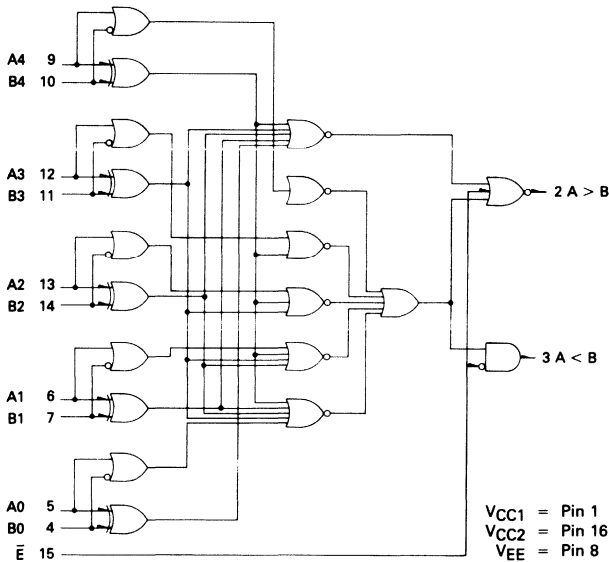 A4 9
B4 10
A3 12
B3 11
A2 13
B2 14
A1 6
B1 7
A0 5
B0 4
E̅ 15
2 A > B
3 A < B
VCC1 = Pin 1
VCC2 = Pin 16
VEE = Pin 8